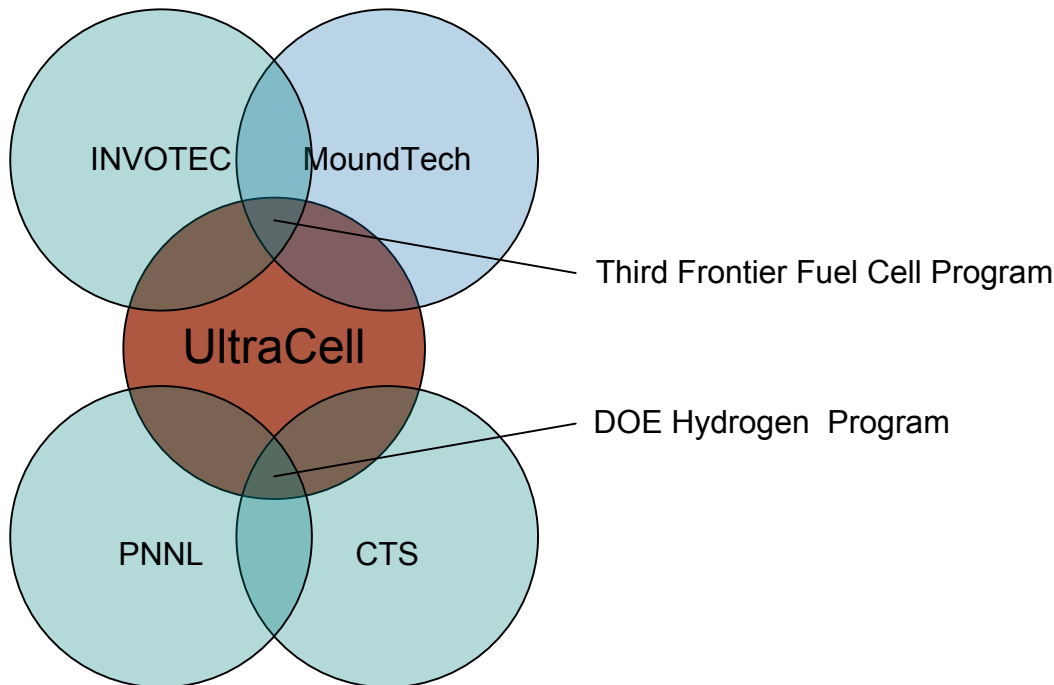 INVOTEC
MoundTech
Third Frontier Fuel Cell Program
UltraCell
DOE Hydrogen  Program
PNNL
CTS